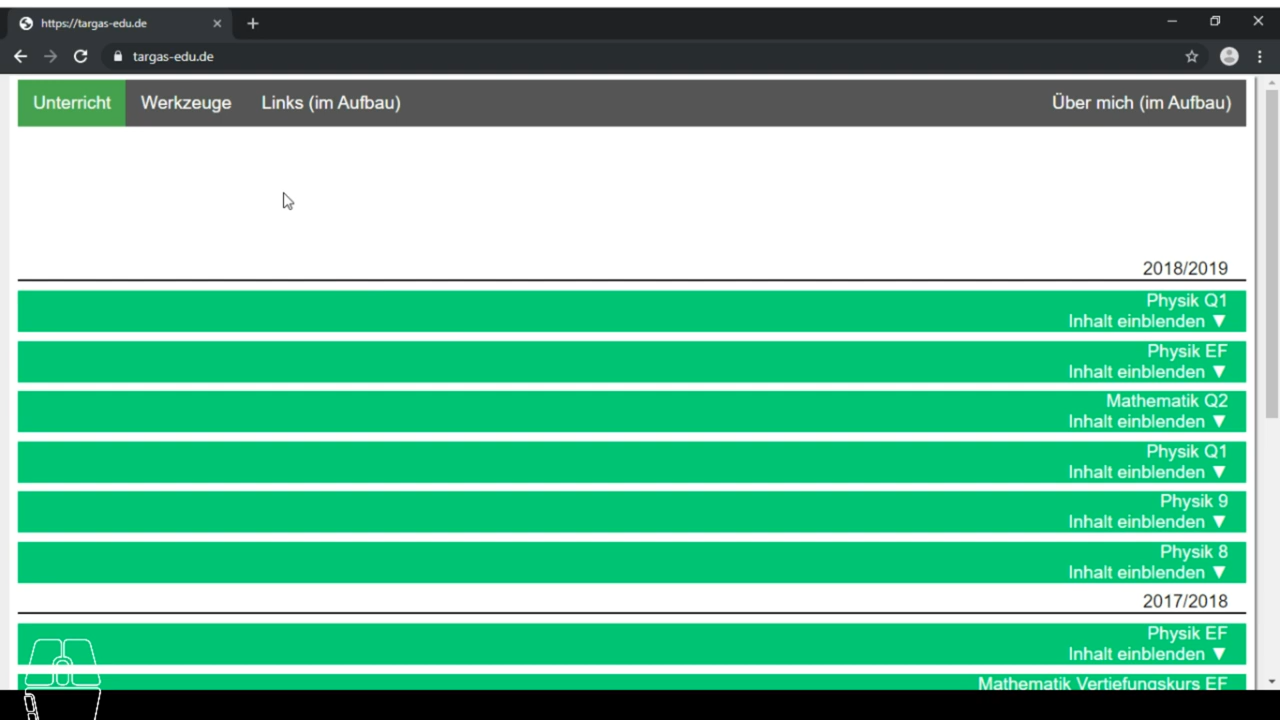 https://targas-edu.de
targas-edu.de
Unterricht Werkzeuge Links (im Aufbau) Über mich (im Aufbau)
2018/2019
Physik Q1
Inhalt einblenden ▼
Physik EF
Inhalt einblenden ▼
Mathematik Q2
Inhalt einblenden ▼
Physik Q1
Inhalt einblenden ▼
Physik 9
Inhalt einblenden ▼
Physik 8
Inhalt einblenden ▼
2017/2018
Physik EF
Inhalt einblenden ▼
Mathematik Vertiefungskurs EF